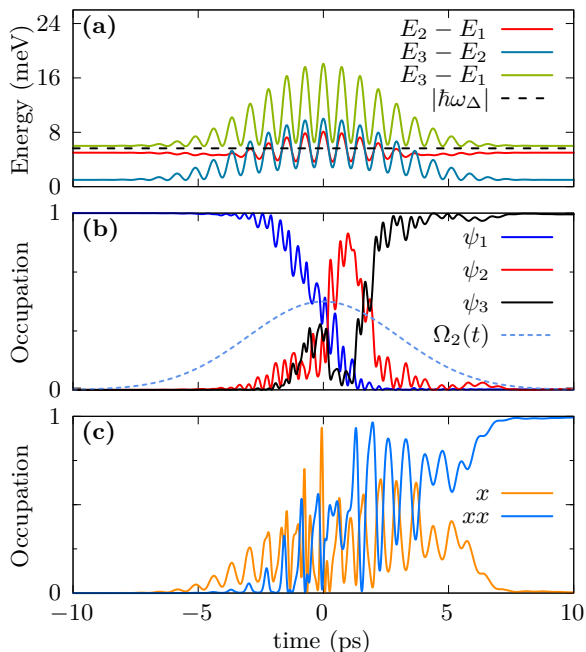 (a)
E₂ − E₁
E₃ − E₂
E₃ − E₁
|ħω_Δ|
Energy (meV)
24
16
8
0
(b)
ψ₁
ψ₂
ψ₃
Ω₂(t)
Occupation
1
0
(c)
x
xx
Occupation
1
0
−10 −5 0 5 10
time (ps)